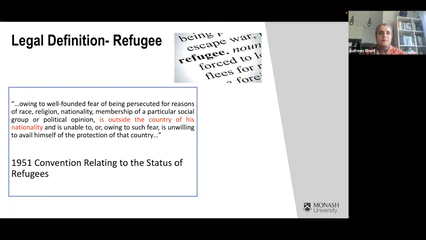 Legal Definition- Refugee
being p
escape war,
refugee. noun
forced to l
flees for r
a forei
"...owing to well-founded fear of being persecuted for reasons
of race, religion, nationality, membership of a particular social
group or political opinion, is outside the country of his
nationality and is unable to, or, owing to such fear, is unwilling
to avail himself of the protection of that country..."
1951 Convention Relating to the Status of
Refugees
MONASH
University